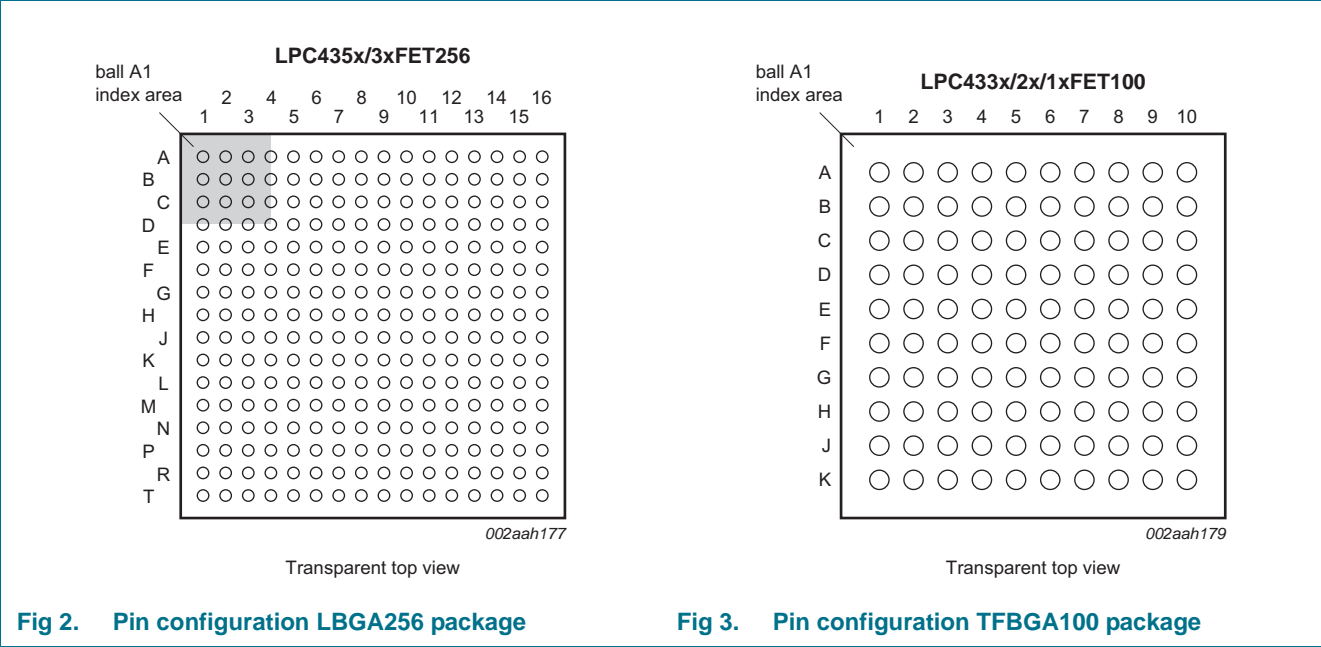 LPC435x/3xFET256
ball A1
index area
2 4 6 8 10 12 14 16
1 3 5 7 9 11 13 15
A
B
C
D
E
F
G
H
J
K
L
M
N
P
R
T
002aah177
Transparent top view
Fig 2. Pin configuration LBGA256 package
LPC433x/2x/1xFET100
ball A1
index area
1 2 3 4 5 6 7 8 9 10
A
B
C
D
E
F
G
H
J
K
002aah179
Transparent top view
Fig 3. Pin configuration TFBGA100 package